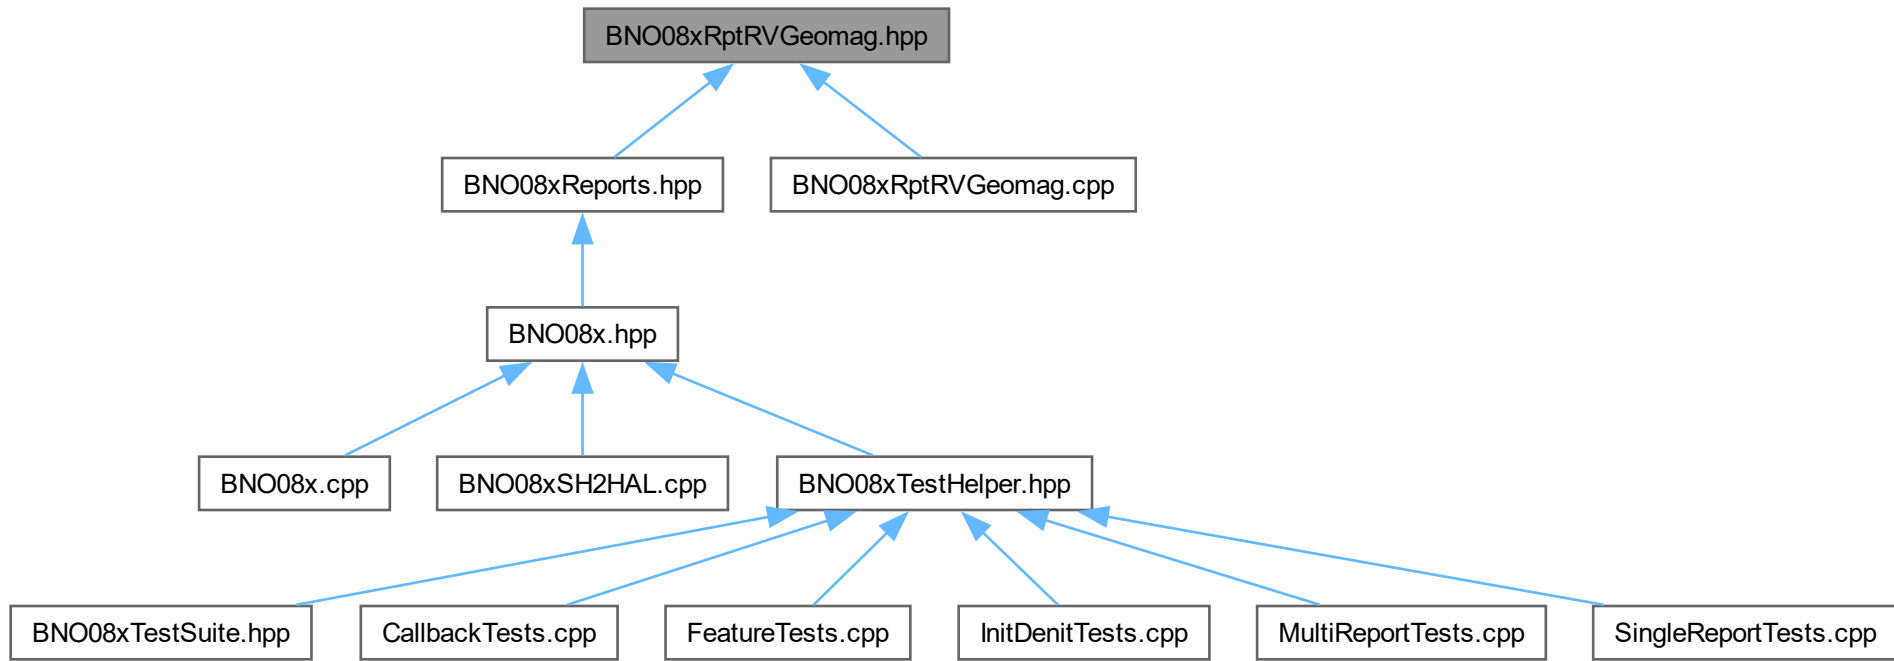 BNO08xRptRVGeomag.hpp
BNO08xReports.hpp
BNO08xRptRVGeomag.cpp
BNO08x.hpp
BNO08x.cpp
BNO08xSH2HAL.cpp
BNO08xTestHelper.hpp
BNO08xTestSuite.hpp
CallbackTests.cpp
FeatureTests.cpp
InitDenitTests.cpp
MultiReportTests.cpp
SingleReportTests.cpp